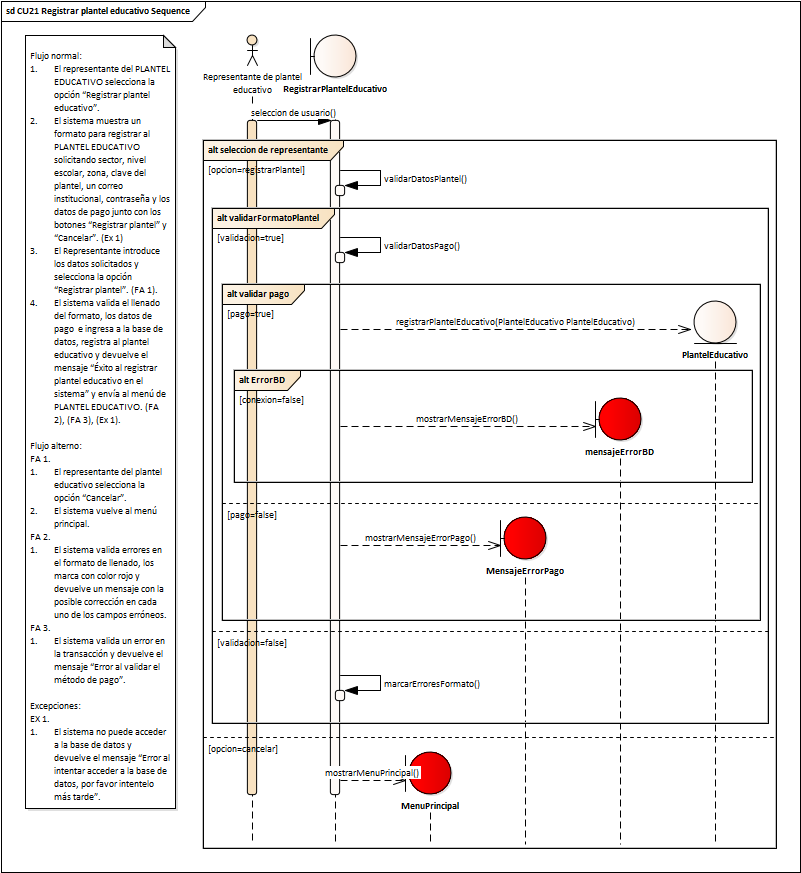 sd CU21 Registrar plantel educativo Sequence
Flujo normal:
1. El representante del PLANTEL
EDUCATIVO selecciona la
opción “Registrar plantel
educativo”.
2. El sistema muestra un
formato para registrar al
PLANTEL EDUCATIVO
solicitando sector, nivel
escolar, zona, clave del
plantel, un correo
institucional, contraseña y los
datos de pago junto con los
botones “Registrar plantel” y
“Cancelar”. (Ex 1)
3. El Representante introduce
los datos solicitados y
selecciona la opción
“Registrar plantel”. (FA 1).
4. El sistema valida el llenado
del formato, los datos de
pago e ingresa a la base de
datos, registra al plantel
educativo y devuelve el
mensaje “Éxito al registrar
plantel educativo en el
sistema” y envía al menú de
PLANTEL EDUCATIVO. (FA
2), (FA 3), (Ex 1).
Flujo alterno:
FA 1.
1. El representante del plantel
educativo selecciona la
opción “Cancelar”.
2. El sistema vuelve al menú
principal.
FA 2.
1. El sistema valida errores en
el formato de llenado, los
marca con color rojo y
devuelve un mensaje con la
posible corrección en cada
uno de los campos erróneos.
FA 3.
1. El sistema valida un error en
la transacción y devuelve el
mensaje “Error al validar el
método de pago”.
Excepciones:
EX 1.
1. El sistema no puede acceder
a la base de datos y
devuelve el mensaje “Error al
intentar acceder a la base de
datos, por favor intentelo
más tarde”.
Representante de plantel
educativo
RegistrarPlantelEducativo
seleccion de usuario()
alt seleccion de representante
[opcion=registrarPlantel]
validarDatosPlantel()
alt validarFormatoPlantel
[validacion=true]
validarDatosPago()
alt validar pago
[pago=true]
registrarPlantelEducativo(PlantelEducativo PlantelEducativo)
PlantelEducativo
alt ErrorBD
[conexion=false]
mostrarMensajeErrorBD()
mensajeErrorBD
[pago=false]
mostrarMensajeErrorPago()
MensajeErrorPago
[validacion=false]
marcarErroresFormato()
[opcion=cancelar]
mostrarMenuPrincipal()
MenuPrincipal